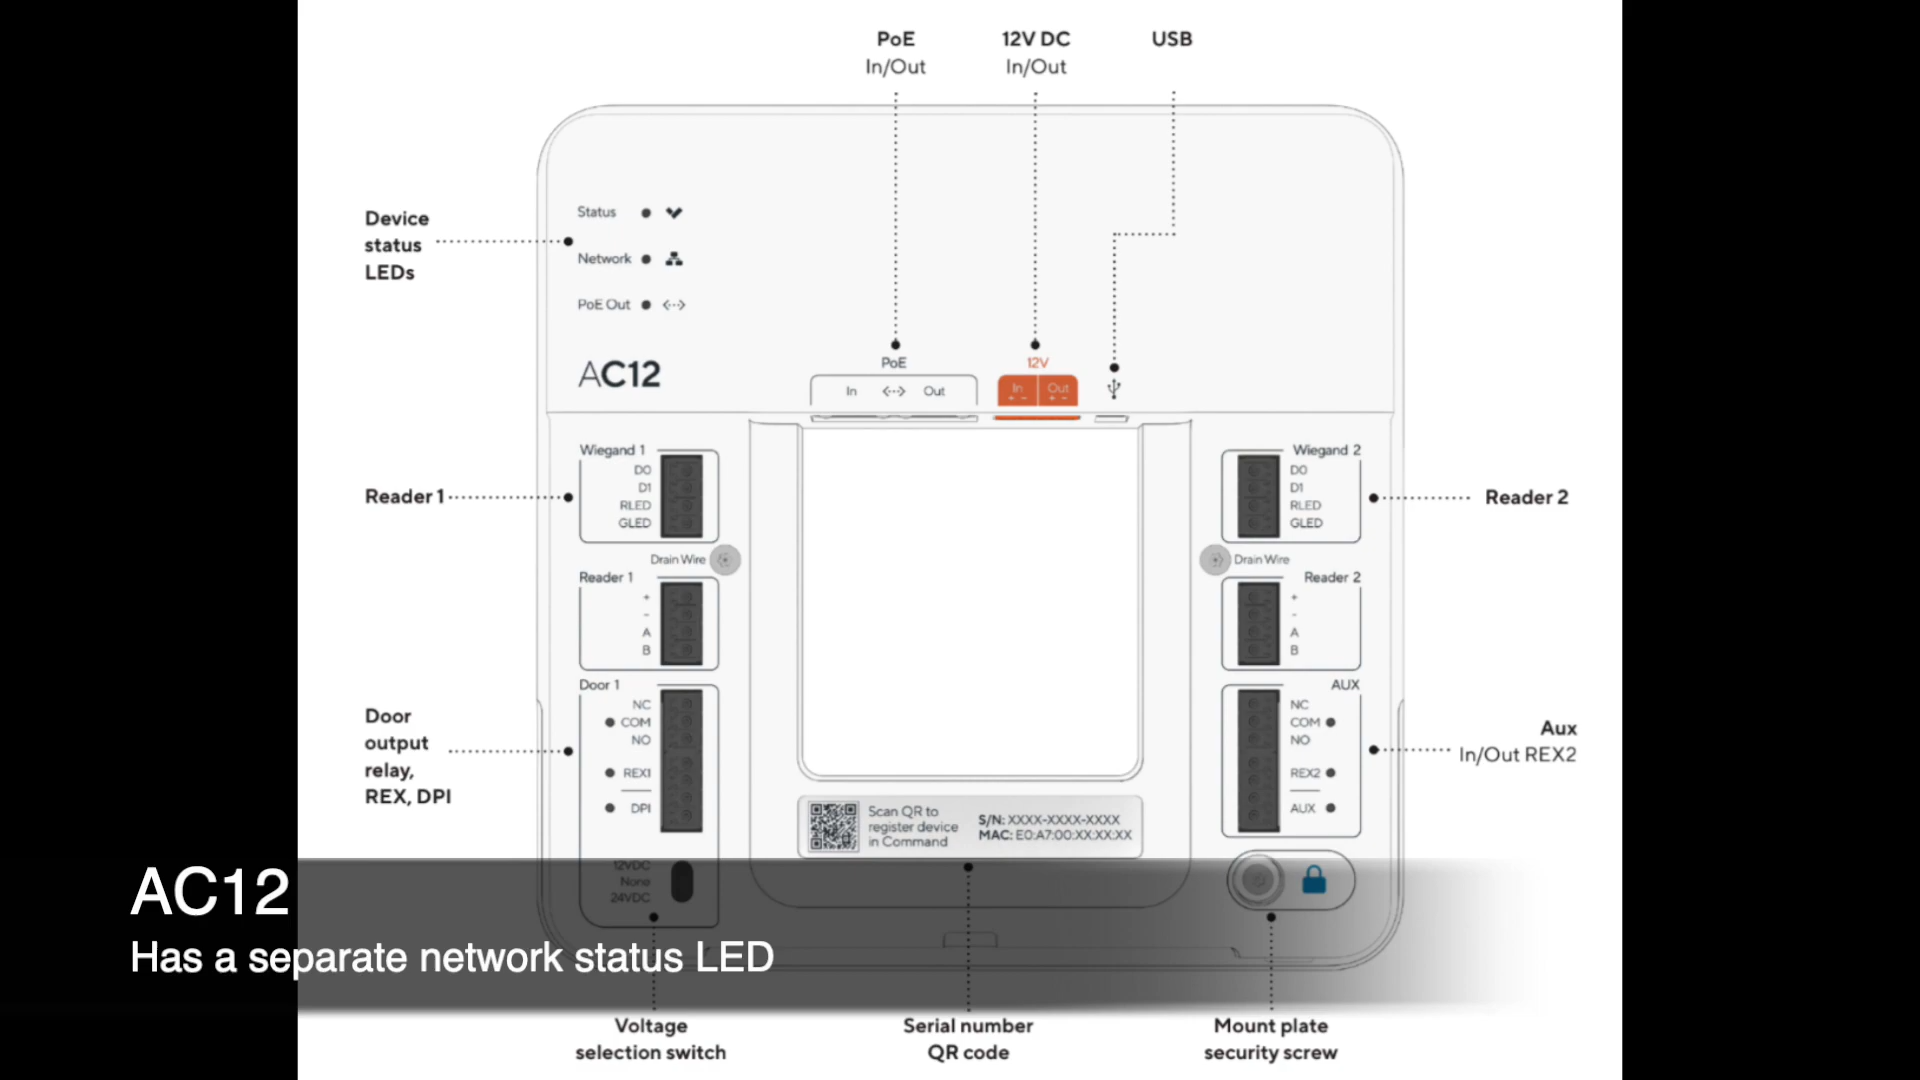 PoE
In/Out
12V DC
In/Out
USB
Device
status
LEDs
Status
Network
PoE Out
AC12
PoE
In <··> Out
12V
In Out
+ - + -
Reader 1
Wiegand 1
D0
D1
RLED
GLED
Drain Wire
Reader 1
+
-
A
B
Door
output
relay,
REX, DPI
Door 1
NC
COM
NO
REX1
DPI
12VDC
None
24VDC
Wiegand 2
D0
D1
RLED
GLED
Reader 2
Drain Wire
Reader 2
+
-
A
B
AUX
NC
COM
NO
REX2
AUX
Aux
In/Out REX2
Scan QR to
register device
in Command
S/N: XXXX-XXXX-XXXX
MAC: E0:A7:00:XX:XX:XX
AC12
Has a separate network status LED
Voltage
selection switch
Serial number
QR code
Mount plate
security screw